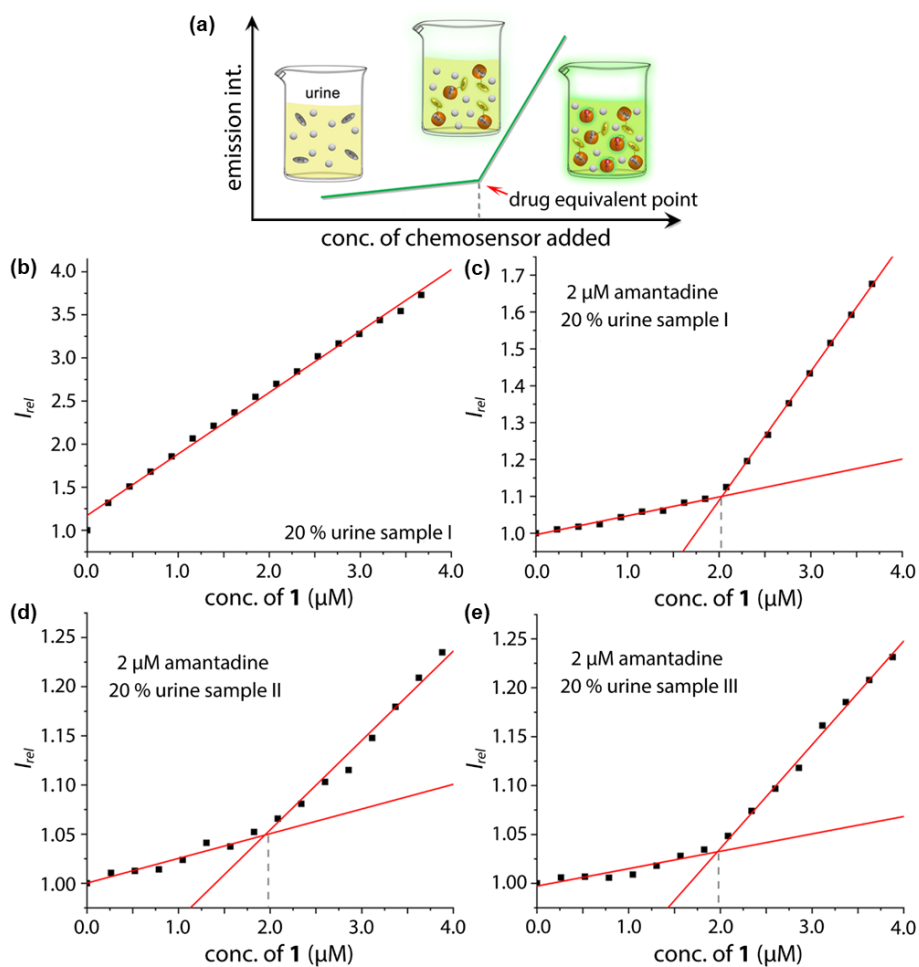 (a)
urine
emission int.
drug equivalent point
conc. of chemosensor added
(b)
4.0
3.5
3.0
2.5
2.0
1.5
1.0
I_rel
20 % urine sample I
0.0 1.0 2.0 3.0 4.0
conc. of 1 (µM)
(c)
1.7
1.6
1.5
1.4
1.3
1.2
1.1
1.0
I_rel
2 µM amantadine
20 % urine sample I
0.0 1.0 2.0 3.0 4.0
conc. of 1 (µM)
(d)
1.25
1.20
1.15
1.10
1.05
1.00
I_rel
2 µM amantadine
20 % urine sample II
0.0 1.0 2.0 3.0 4.0
conc. of 1 (µM)
(e)
1.25
1.20
1.15
1.10
1.05
1.00
I_rel
2 µM amantadine
20 % urine sample III
0.0 1.0 2.0 3.0 4.0
conc. of 1 (µM)